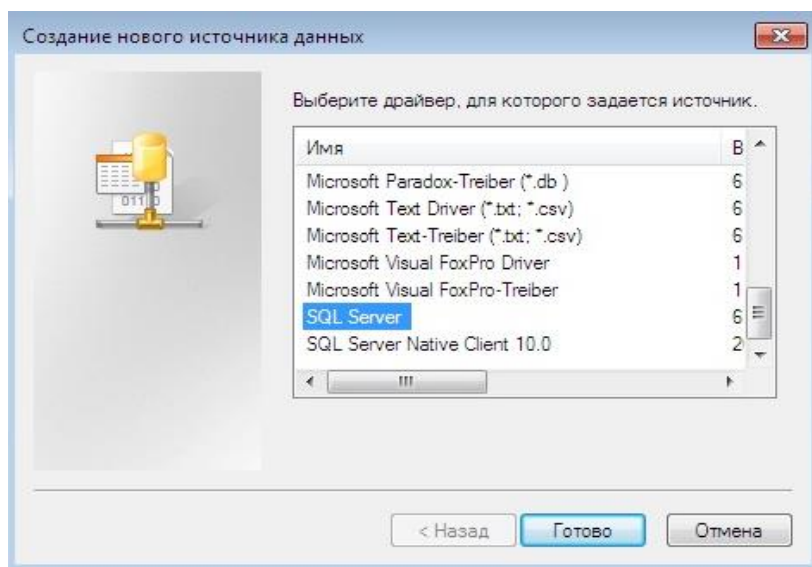 Создание нового источника данных
Выберите драйвер, для которого задается источник.
Имя В
Microsoft Paradox-Treiber (*.db ) 6
Microsoft Text Driver (*.txt; *.csv) 6
Microsoft Text-Treiber (*.txt; *.csv) 6
Microsoft Visual FoxPro Driver 1
Microsoft Visual FoxPro-Treiber 1
SQL Server 6
SQL Server Native Client 10.0 2
< Назад Готово Отмена